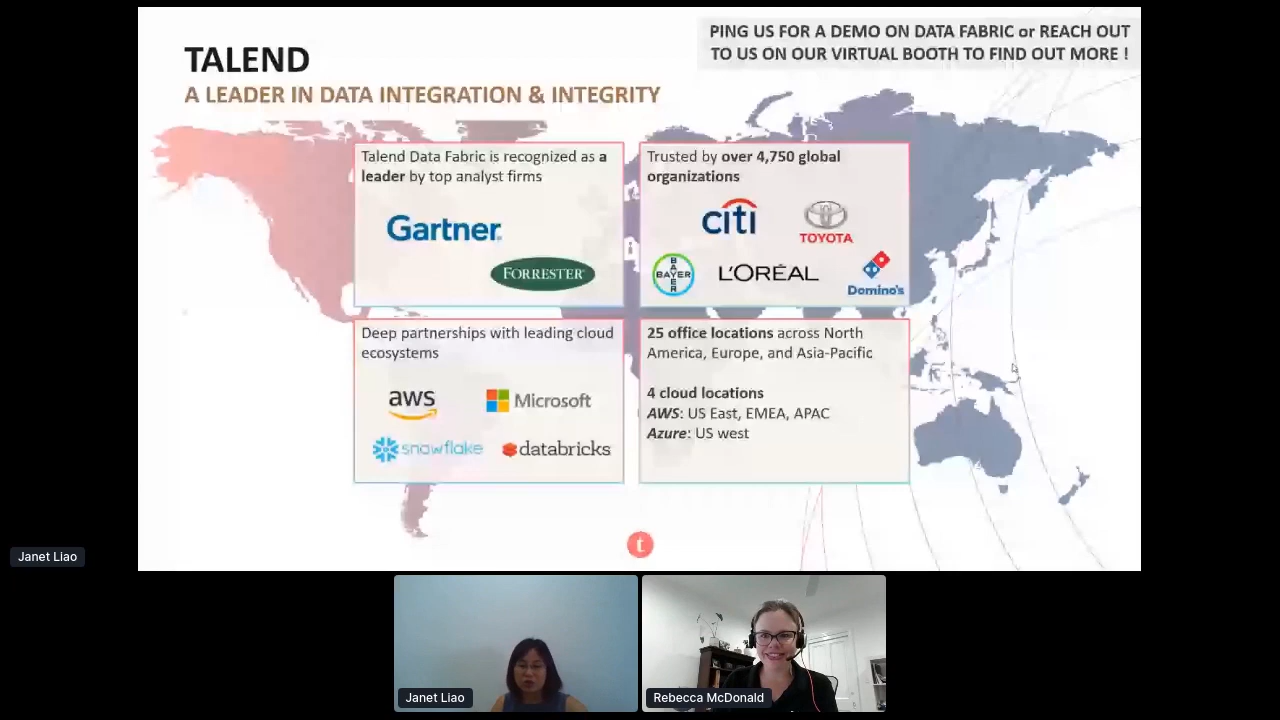 TALEND
A LEADER IN DATA INTEGRATION & INTEGRITY
PING US FOR A DEMO ON DATA FABRIC or REACH OUT
TO US ON OUR VIRTUAL BOOTH TO FIND OUT MORE !
Talend Data Fabric is recognized as a
leader by top analyst firms
Gartner
FORRESTER
Trusted by over 4,750 global
organizations
citi
TOYOTA
BAYER
BAYER
L'ORÉAL
Domino's
Deep partnerships with leading cloud
ecosystems
aws
Microsoft
snowflake
databricks
25 office locations across North
America, Europe, and Asia-Pacific
4 cloud locations
AWS: US East, EMEA, APAC
Azure: US west
t
Janet Liao
Janet Liao
Rebecca McDonald